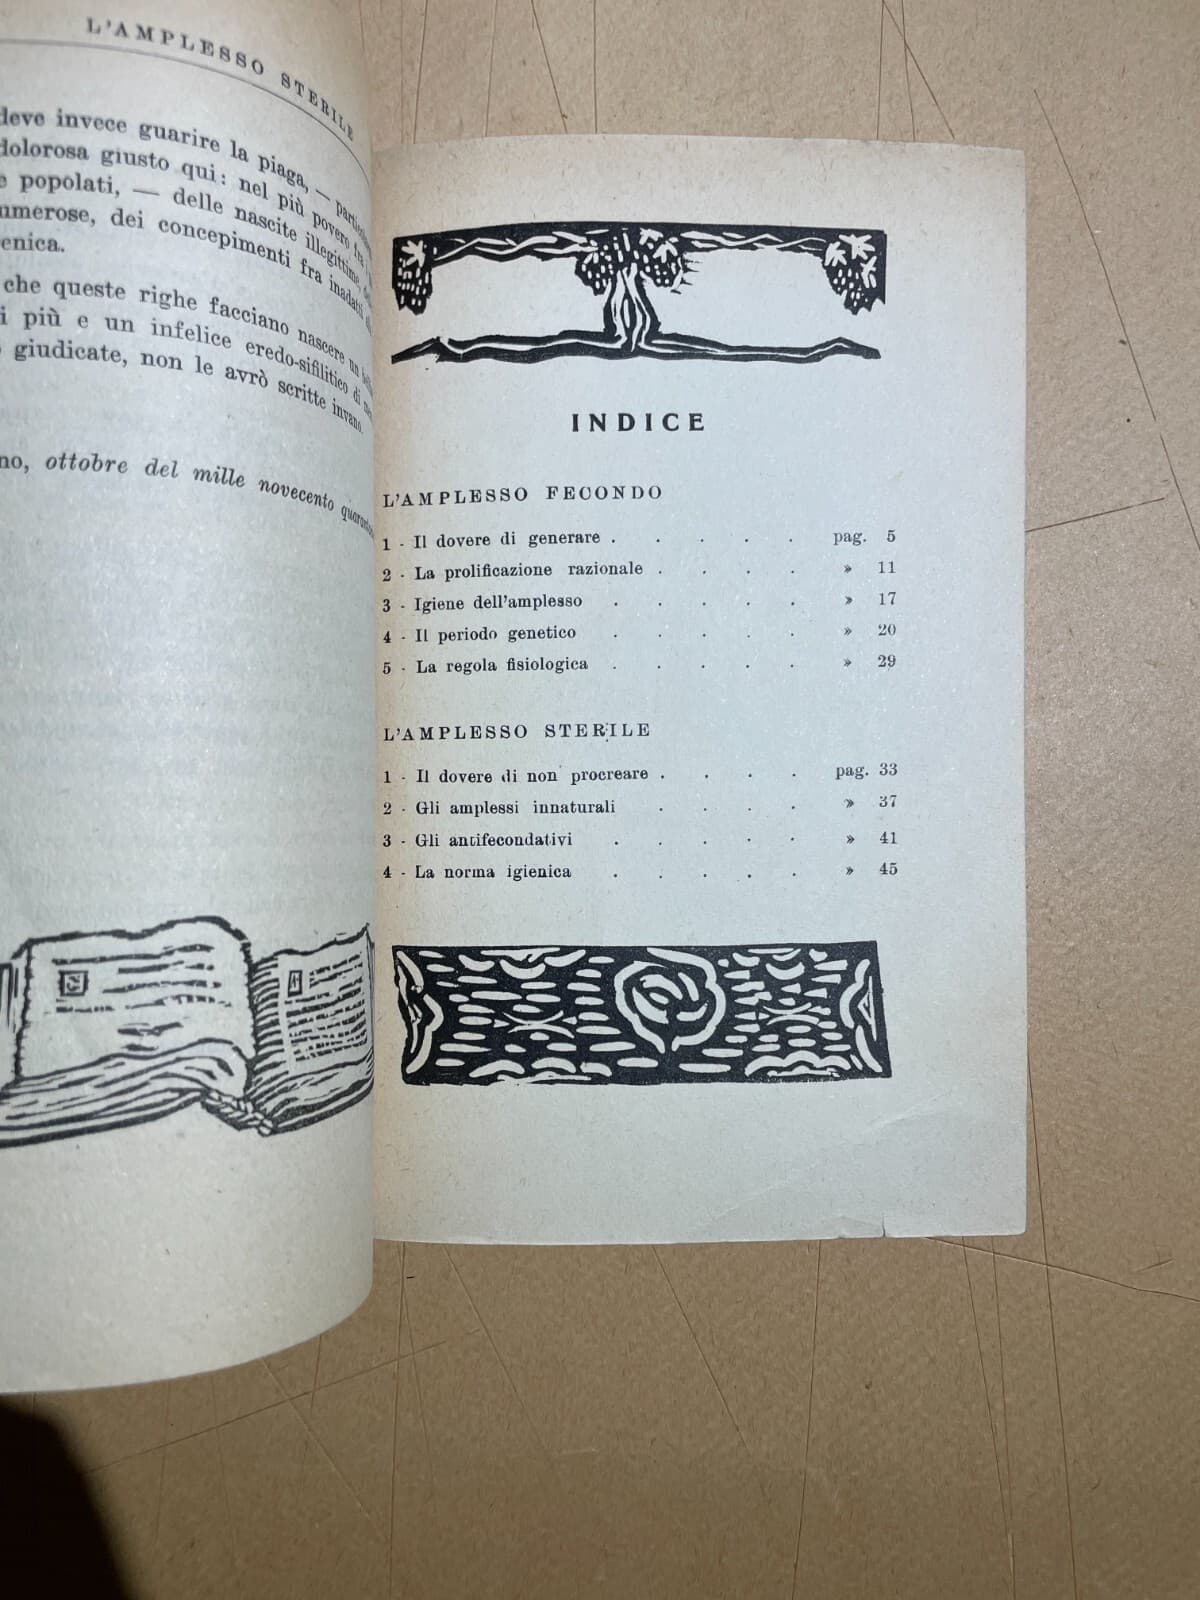 L'AMPLESSO STERILE
deve invece guarire la piaga, —
dolorosa giusto qui: nel più povero fra i
e popolati, — delle nascite illegittime,
umerose, dei concepimenti fra inadatti
enica.
che queste righe facciano nascere un
i più e un infelice eredo-sifilitico di
giudicate, non le avrò scritte invano.
no, ottobre del mille novecento
INDICE
L'AMPLESSO FECONDO
1 - Il dovere di generare . . . . . pag. 5
2 - La prolificazione razionale . . . . » 11
3 - Igiene dell'amplesso . . . . . » 17
4 - Il periodo genetico . . . . . » 20
5 - La regola fisiologica . . . . . » 29
L'AMPLESSO STERILE
1 - Il dovere di non procreare . . . . pag. 33
2 - Gli amplessi innaturali . . . . » 37
3 - Gli antifecondativi . . . . . » 41
4 - La norma igienica . . . . . » 45